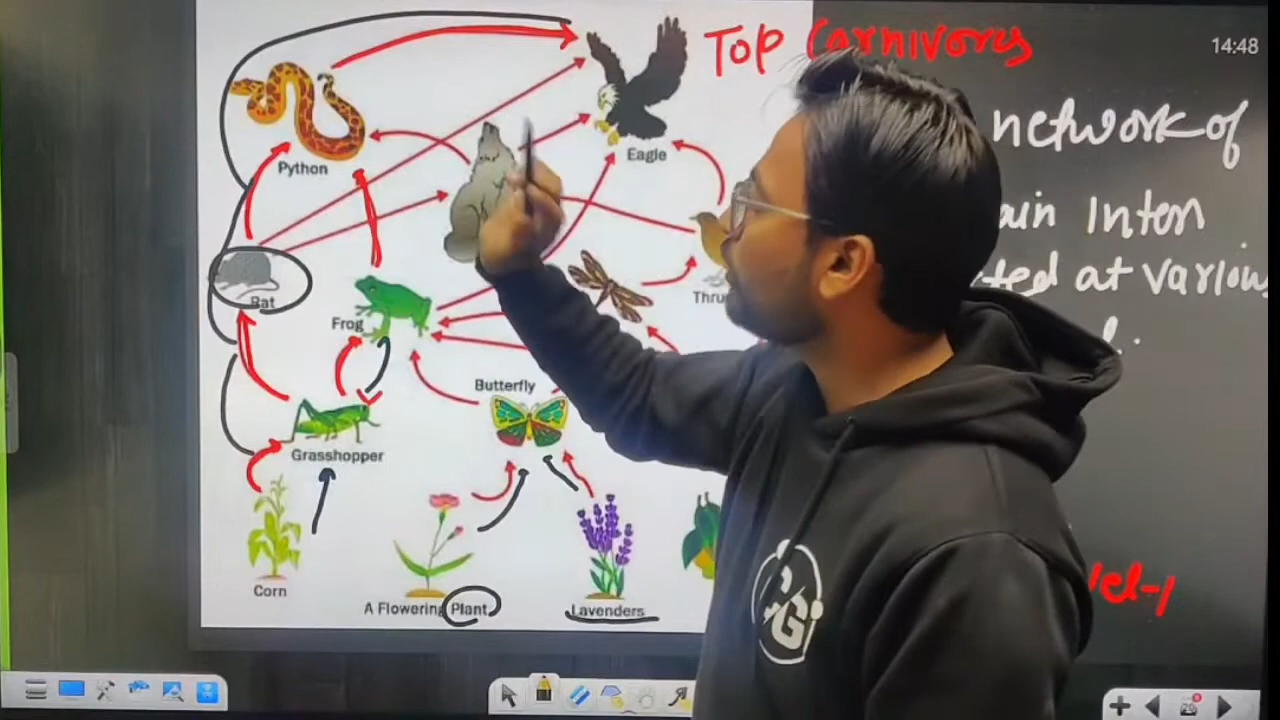 Top Carnivores
14:48
network of
Python
Eagle
ain Inter
ted at various
Rat
Frog
Butterfly
Grasshopper
Corn
A Flowering Plant
Lavenders